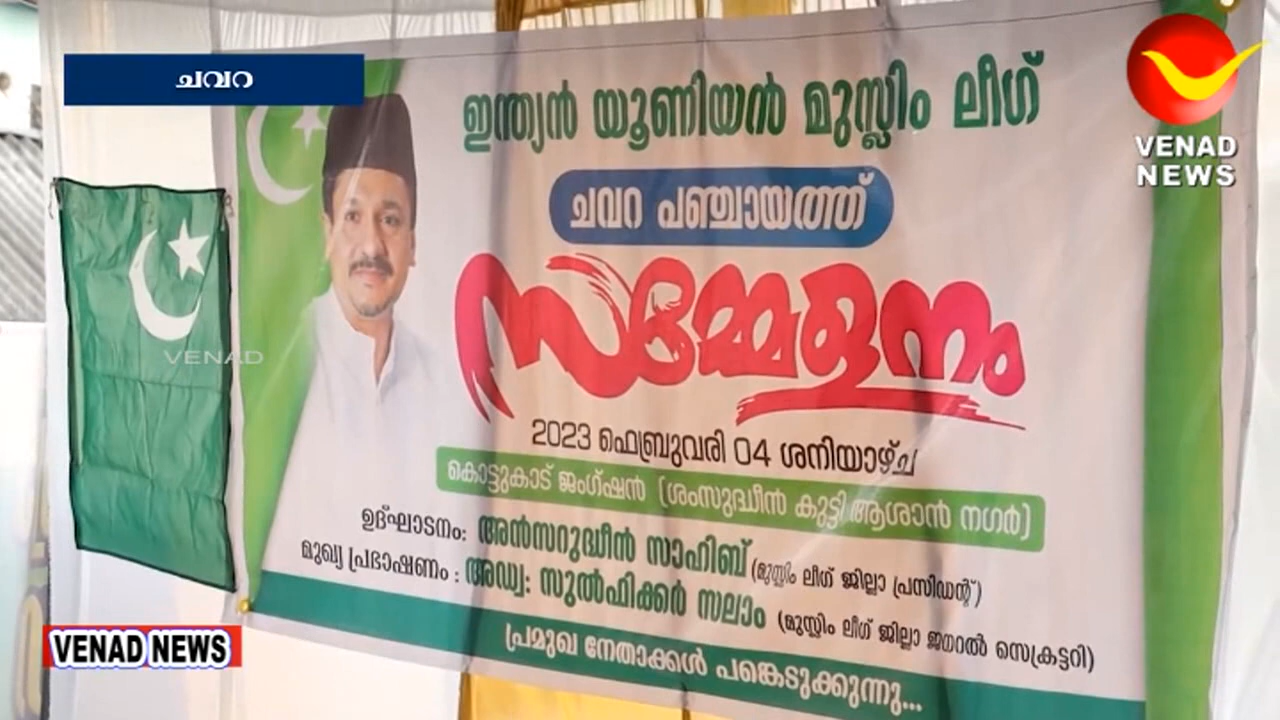 ചവറ
VENAD
NEWS
ഇന്ത്യൻ യൂണിയൻ മുസ്ലിം ലീഗ്
ചവറ പഞ്ചായത്ത്
സമ്മേളനം
2023 ഫെബ്രുവരി 04 ശനിയാഴ്ച
കൊട്ടുകാട് ജംഗ്ഷൻ (ശംസുദ്ധീൻ കുട്ടി ആശാൻ നഗർ)
ഉദ്ഘാടനം: അൻസറുദ്ധീൻ സാഹിബ് (മുസ്ലിം ലീഗ് ജില്ലാ പ്രസിഡന്റ്)
മുഖ്യ പ്രഭാഷണം : അഡ്വ: സുൽഫിക്കർ സലാം (മുസ്ലിം ലീഗ് ജില്ലാ ജനറൽ സെക്രട്ടറി)
പ്രമുഖ നേതാക്കൾ പങ്കെടുക്കുന്നു...
VENAD
VENAD NEWS